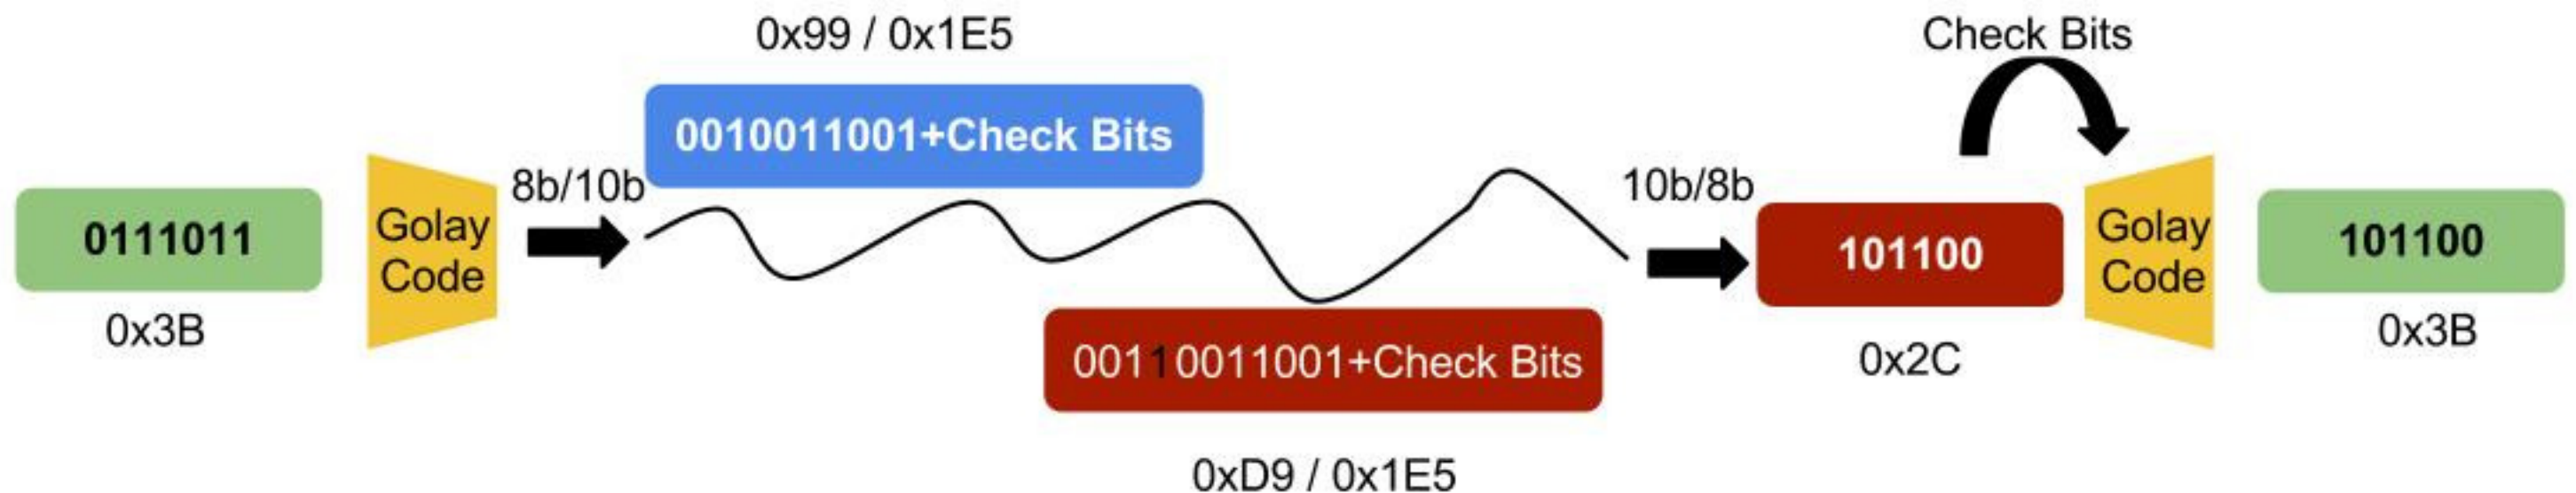 0x99 / 0x1E5
Check Bits
0010011001+Check Bits
8b/10b
10b/8b
0111011
Golay
Code
101100
Golay
Code
101100
0x3B
0x2C
0x3B
00110011001+Check Bits
0xD9 / 0x1E5